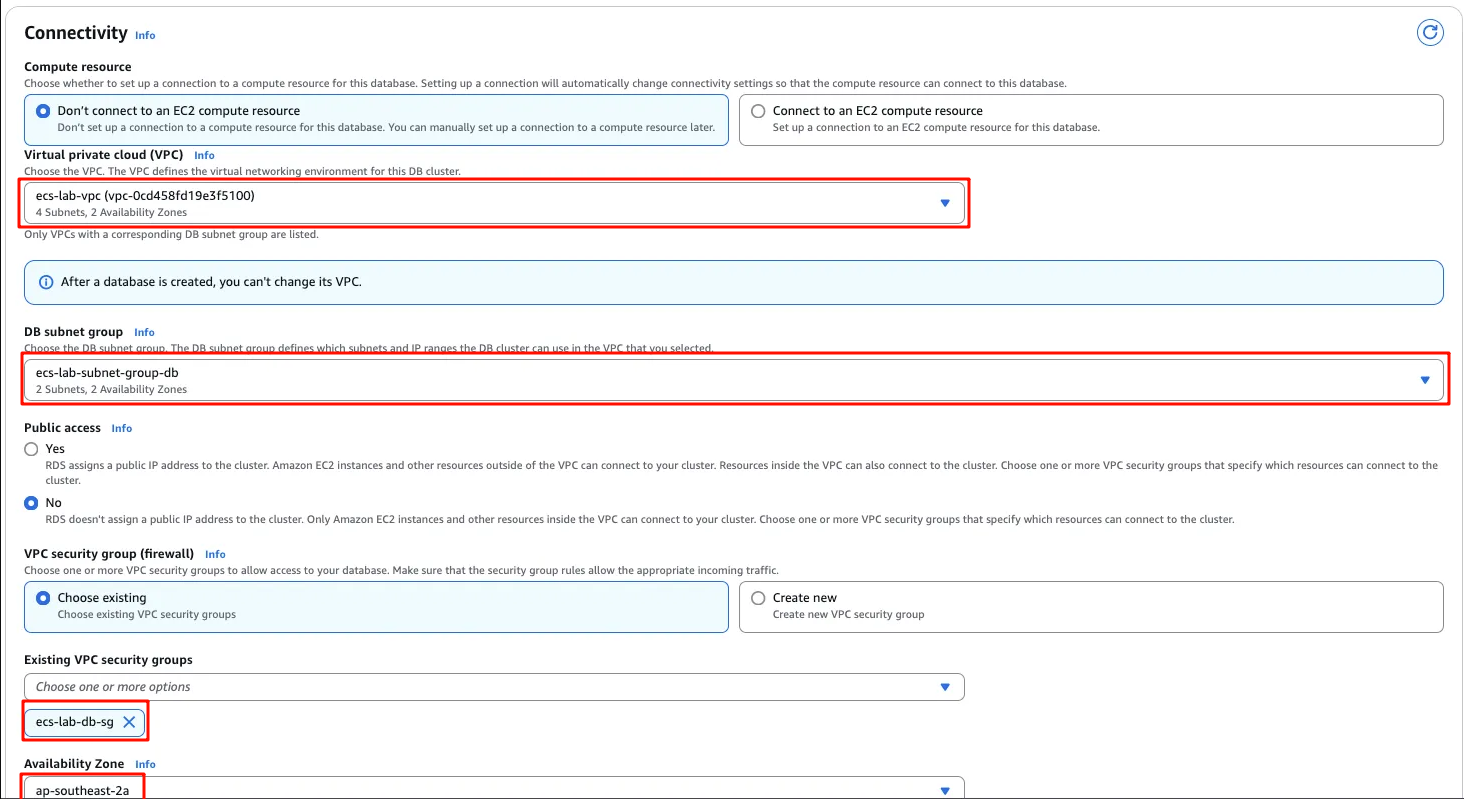 Connectivity Info
Compute resource
Choose whether to set up a connection to a compute resource for this database. Setting up a connection will automatically change connectivity settings so that the compute resource can connect to this database.
Don't connect to an EC2 compute resource
Don't set up a connection to a compute resource for this database. You can manually set up a connection to a compute resource later.
Connect to an EC2 compute resource
Set up a connection to an EC2 compute resource for this database.
Virtual private cloud (VPC) Info
Choose the VPC. The VPC defines the virtual networking environment for this DB cluster.
ecs-lab-vpc (vpc-0cd458fd19e3f5100)
4 Subnets, 2 Availability Zones
Only VPCs with a corresponding DB subnet group are listed.
After a database is created, you can't change its VPC.
DB subnet group Info
Choose the DB subnet group. The DB subnet group defines which subnets and IP ranges the DB cluster can use in the VPC that you selected.
ecs-lab-subnet-group-db
2 Subnets, 2 Availability Zones
Public access Info
Yes
RDS assigns a public IP address to the cluster. Amazon EC2 instances and other resources outside of the VPC can connect to your cluster. Resources inside the VPC can also connect to the cluster. Choose one or more VPC security groups that specify which resources can connect to the
cluster.
No
RDS doesn't assign a public IP address to the cluster. Only Amazon EC2 instances and other resources inside the VPC can connect to your cluster. Choose one or more VPC security groups that specify which resources can connect to the cluster.
VPC security group (firewall) Info
Choose one or more VPC security groups to allow access to your database. Make sure that the security group rules allow the appropriate incoming traffic.
Choose existing
Choose existing VPC security groups
Create new
Create new VPC security group
Existing VPC security groups
Choose one or more options
ecs-lab-db-sg
Availability Zone Info
ap-southeast-2a